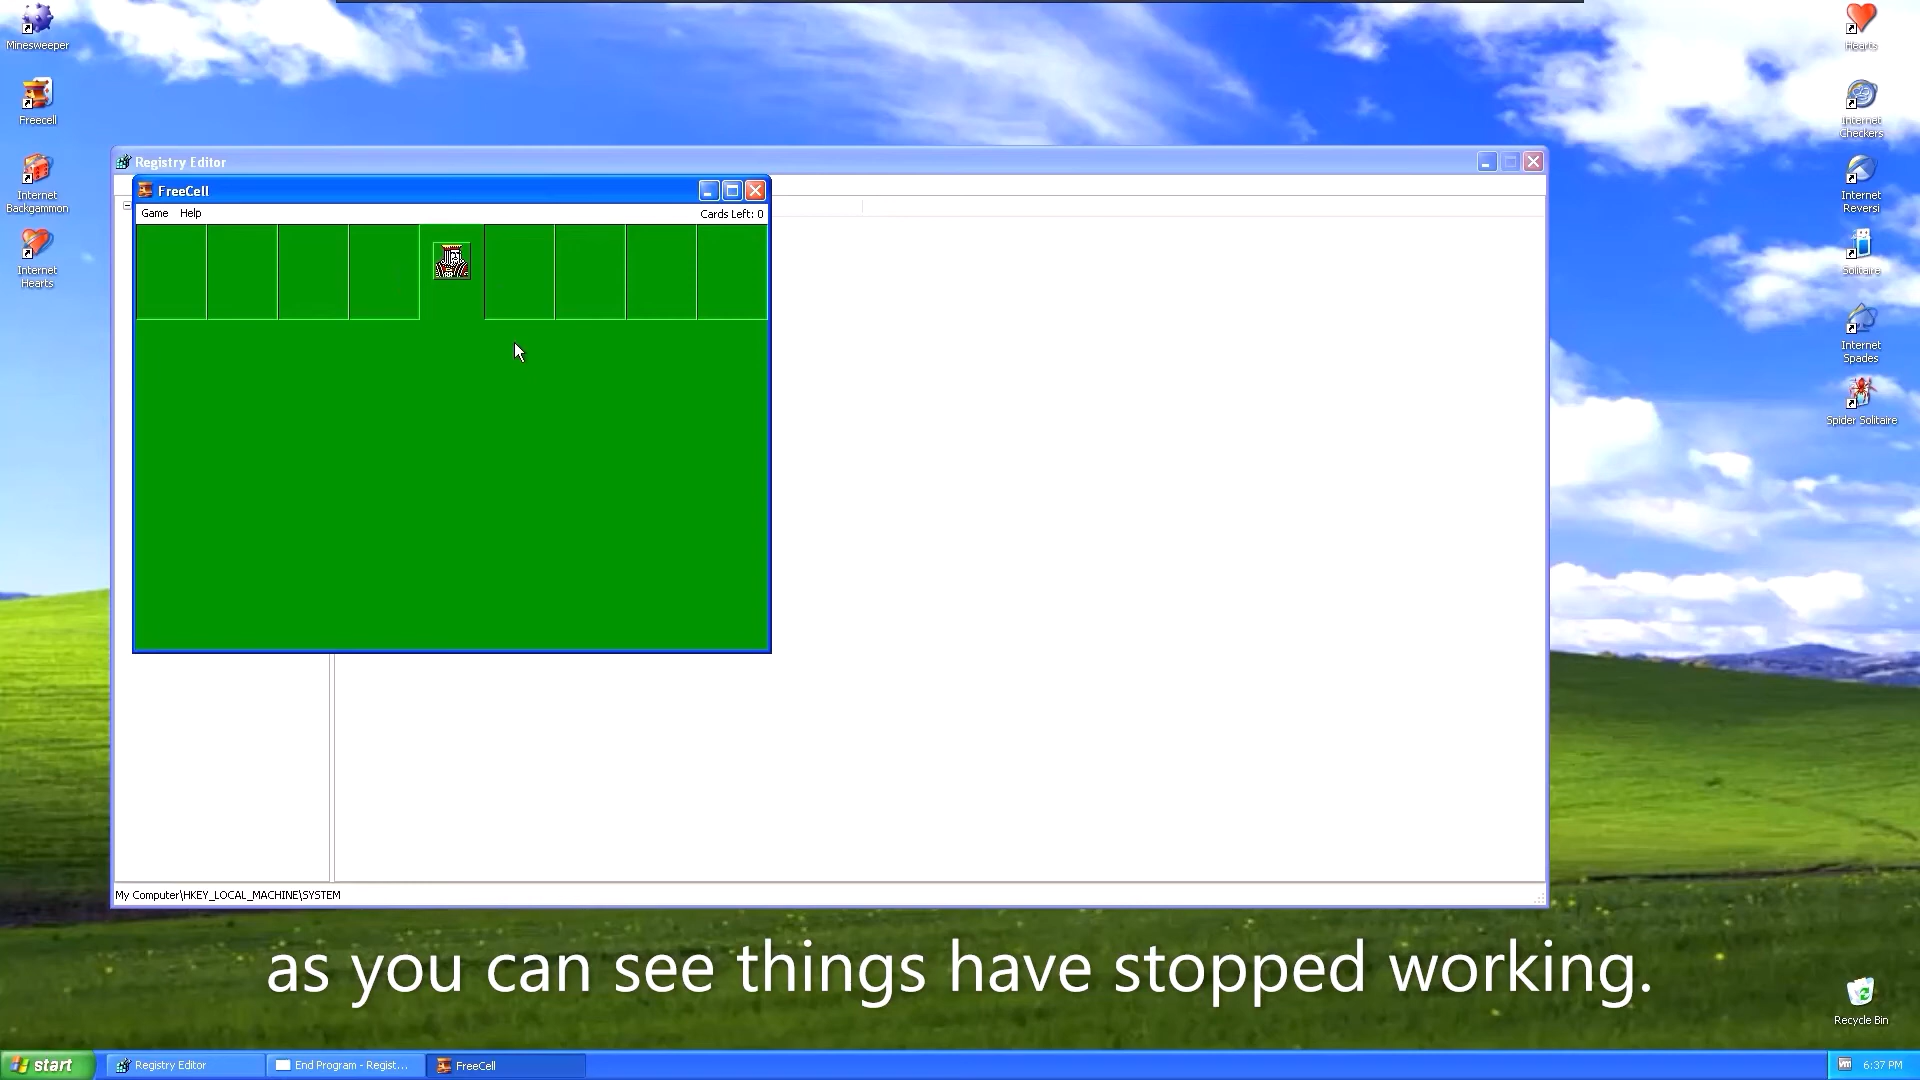 Minesweeper
Freecell
Internet
Backgammon
Internet
Hearts
Hearts
Internet
Checkers
Internet
Reversi
Solitaire
Internet
Spades
Spider Solitaire
Recycle Bin
Registry Editor
FreeCell
Game Help Cards Left: 0
My Computer\HKEY_LOCAL_MACHINE\SYSTEM
as you can see things have stopped working.
start Registry Editor End Program - Regist... FreeCell 6:37 PM